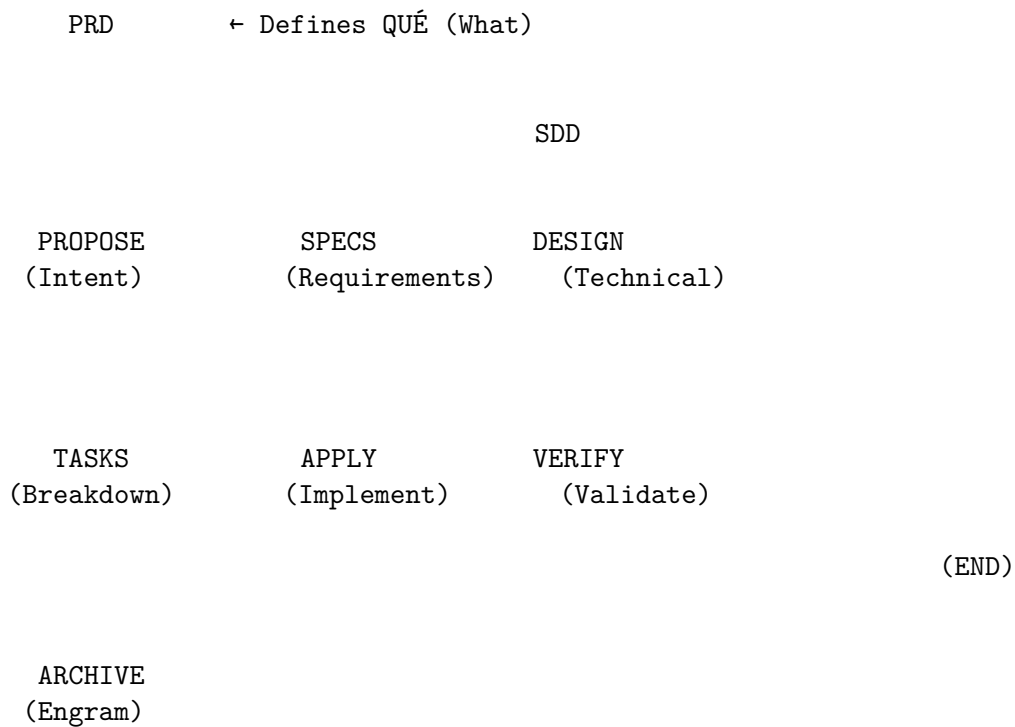 PRD ← Defines QUÉ (What)
SDD
PROPOSE SPECS DESIGN
(Intent) (Requirements) (Technical)
TASKS APPLY VERIFY
(Breakdown) (Implement) (Validate)
(END)
ARCHIVE
(Engram)